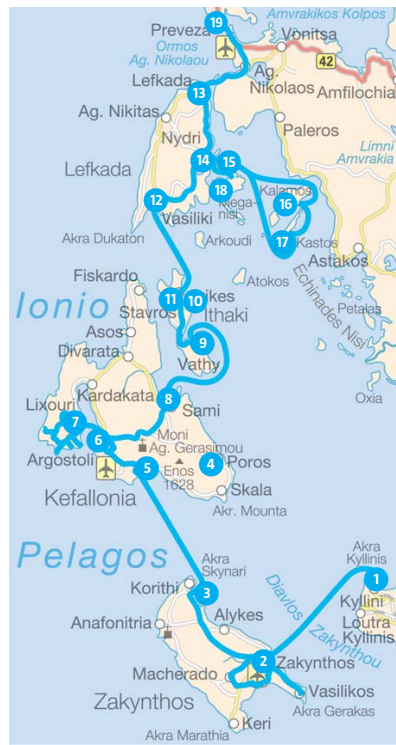 19
Preveza
Amvrakikos Kolpos
Vonitsa
Ormos
Ag. Nikolaou
42
Lefkada
Ag.
Nikolaos
Amfilochia
13
Ag. Nikitas
Paleros
Nydri
Limni
Amvrakia
Lefkada
14
15
18
Kalamos
16
12
Vasiliki
Mega-
nisi
Akra Dukaton
Arkoudi
17
Kastos
Astakos
Fiskardo
Atokos
Echinades Nisi
Petalas
Ionio
Stavros
11
10
ikes
Ithaki
Asos
Divarata
9
Vathy
Oxia
Kardakata
8
Sami
Lixouri
7
6
Moni
Ag. Gerasimou
Argostoli
5
Enos
1628
4
Poros
Skala
Kefallonia
Akr. Mounta
Pelagos
Akra
Skynari
Akra
Kyllinis
1
Korithi
3
Diavlos
Zakynthou
Kyllini
Loutra
Kyllinis
Anafonitria
Alykes
2
Zakynthos
Macherado
Vasilikos
Zakynthos
Akra Gerakas
Keri
Akra Marathia